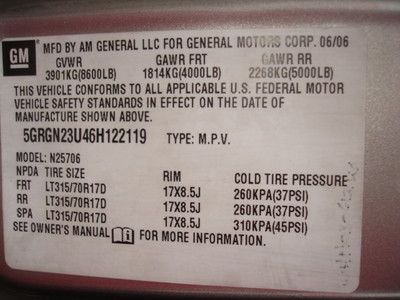 GM
MFD BY AM GENERAL LLC FOR GENERAL MOTORS CORP. 06/06
GVWR GAWR FRT GAWR RR
3901KG(8600LB) 1814KG(4000LB) 2268KG(5000LB)
THIS VEHICLE CONFORMS TO ALL APPLICABLE U.S. FEDERAL MOTOR
VEHICLE SAFETY STANDARDS IN EFFECT ON THE DATE OF
MANUFACTURE SHOWN ABOVE.
5GRGN23U46H122119 TYPE: M.P.V.
MODEL: N25706
NPDA TIRE SIZE RIM COLD TIRE PRESSURE
FRT LT315/70R17D 17X8.5J 260KPA(37PSI)
RR LT315/70R17D 17X8.5J 260KPA(37PSI)
SPA LT315/70R17D 17X8.5J 310KPA(45PSI)
SEE OWNER'S MANUAL FOR MORE INFORMATION.